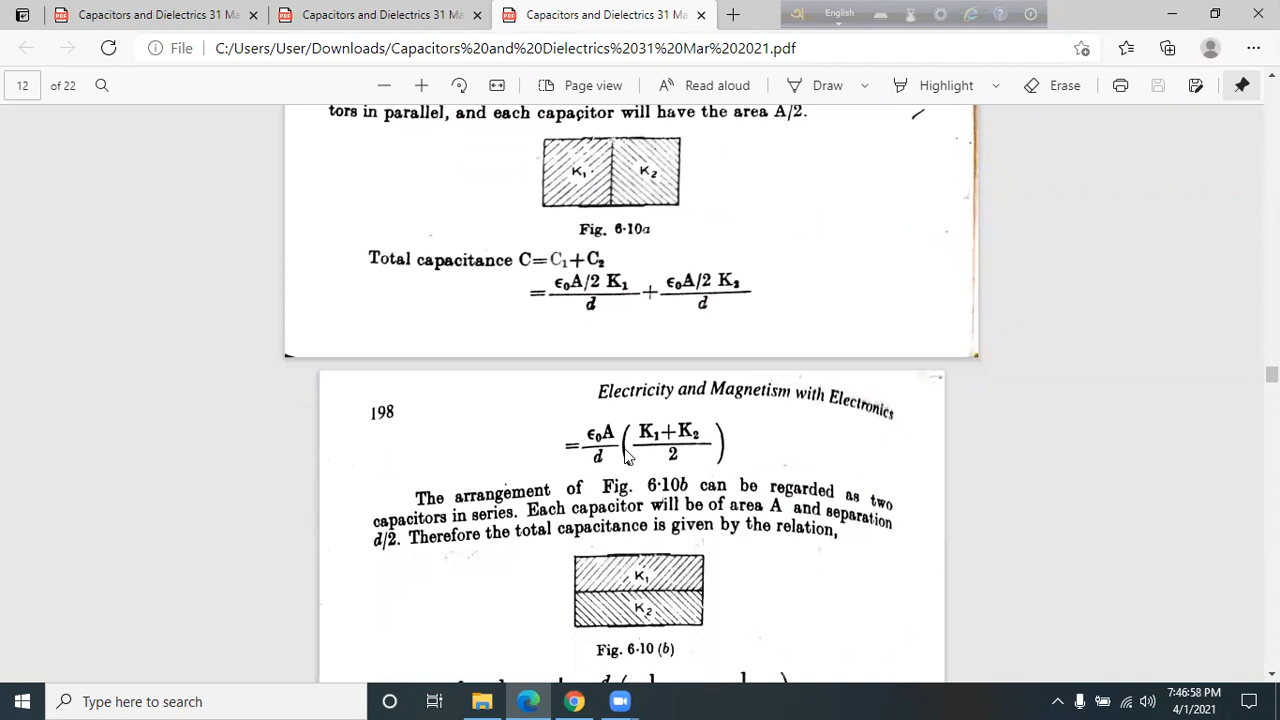 Capacitors and Dielectrics 31 Ma
Capacitors and Dielectrics 31 Ma
Capacitors and Dielectrics 31 Ma
English
File
C:/Users/User/Downloads/Capacitors%20and%20Dielectrics%2031%20Mar%202021.pdf
12 of 22
Page view
Read aloud
Draw
Highlight
Erase
tors in parallel, and each capacitor will have the area A/2.
K₁ K₂
Fig. 6·10a
Total capacitance C=C₁+C₂
= ϵ₀A/2 K₁ / d + ϵ₀A/2 K₂ / d
Electricity and Magnetism with Electronics
198
= ϵ₀A / d ( K₁+K₂ / 2 )
The arrangement of Fig. 6·10b can be regarded as two
capacitors in series. Each capacitor will be of area A and separation
d/2. Therefore the total capacitance is given by the relation,
K₁
K₂
Fig. 6·10 (b)
Type here to search
7:46:58 PM
4/1/2021